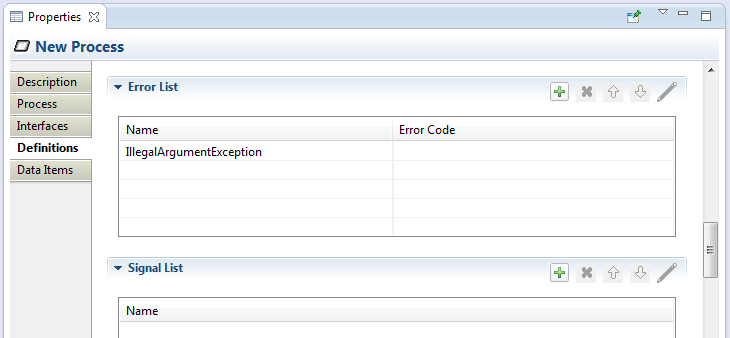 Properties
New Process
Description
Process
Interfaces
Definitions
Data Items
Error List
Name Error Code
IllegalArgumentException
Signal List
Name